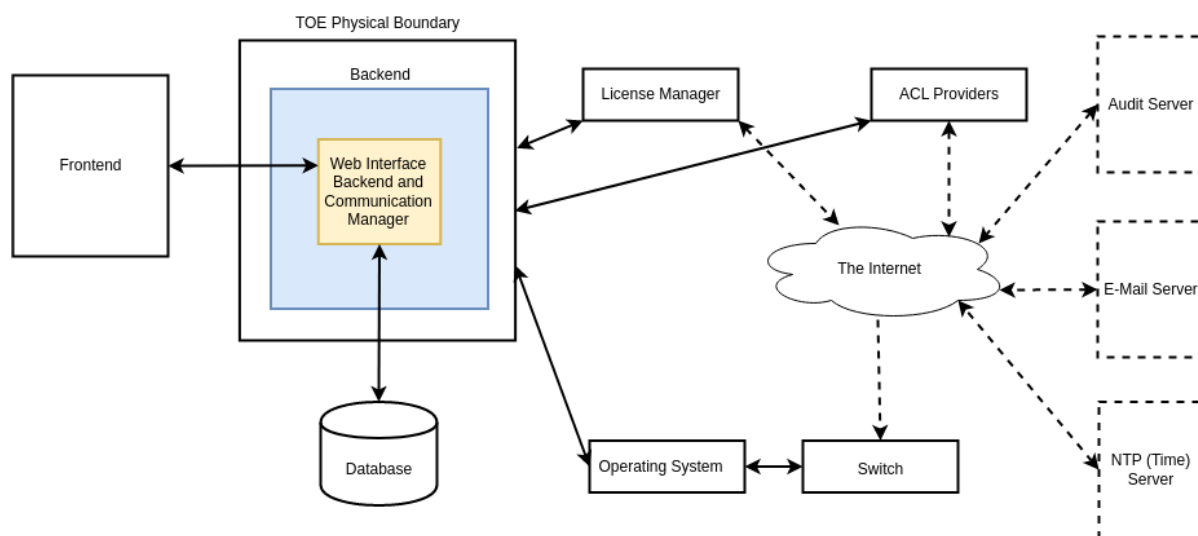 TOE Physical Boundary
Backend
Frontend
Web Interface
Backend and
Communication
Manager
License Manager
ACL Providers
Audit Server
The Internet
E-Mail Server
Database
Operating System
Switch
NTP (Time)
Server